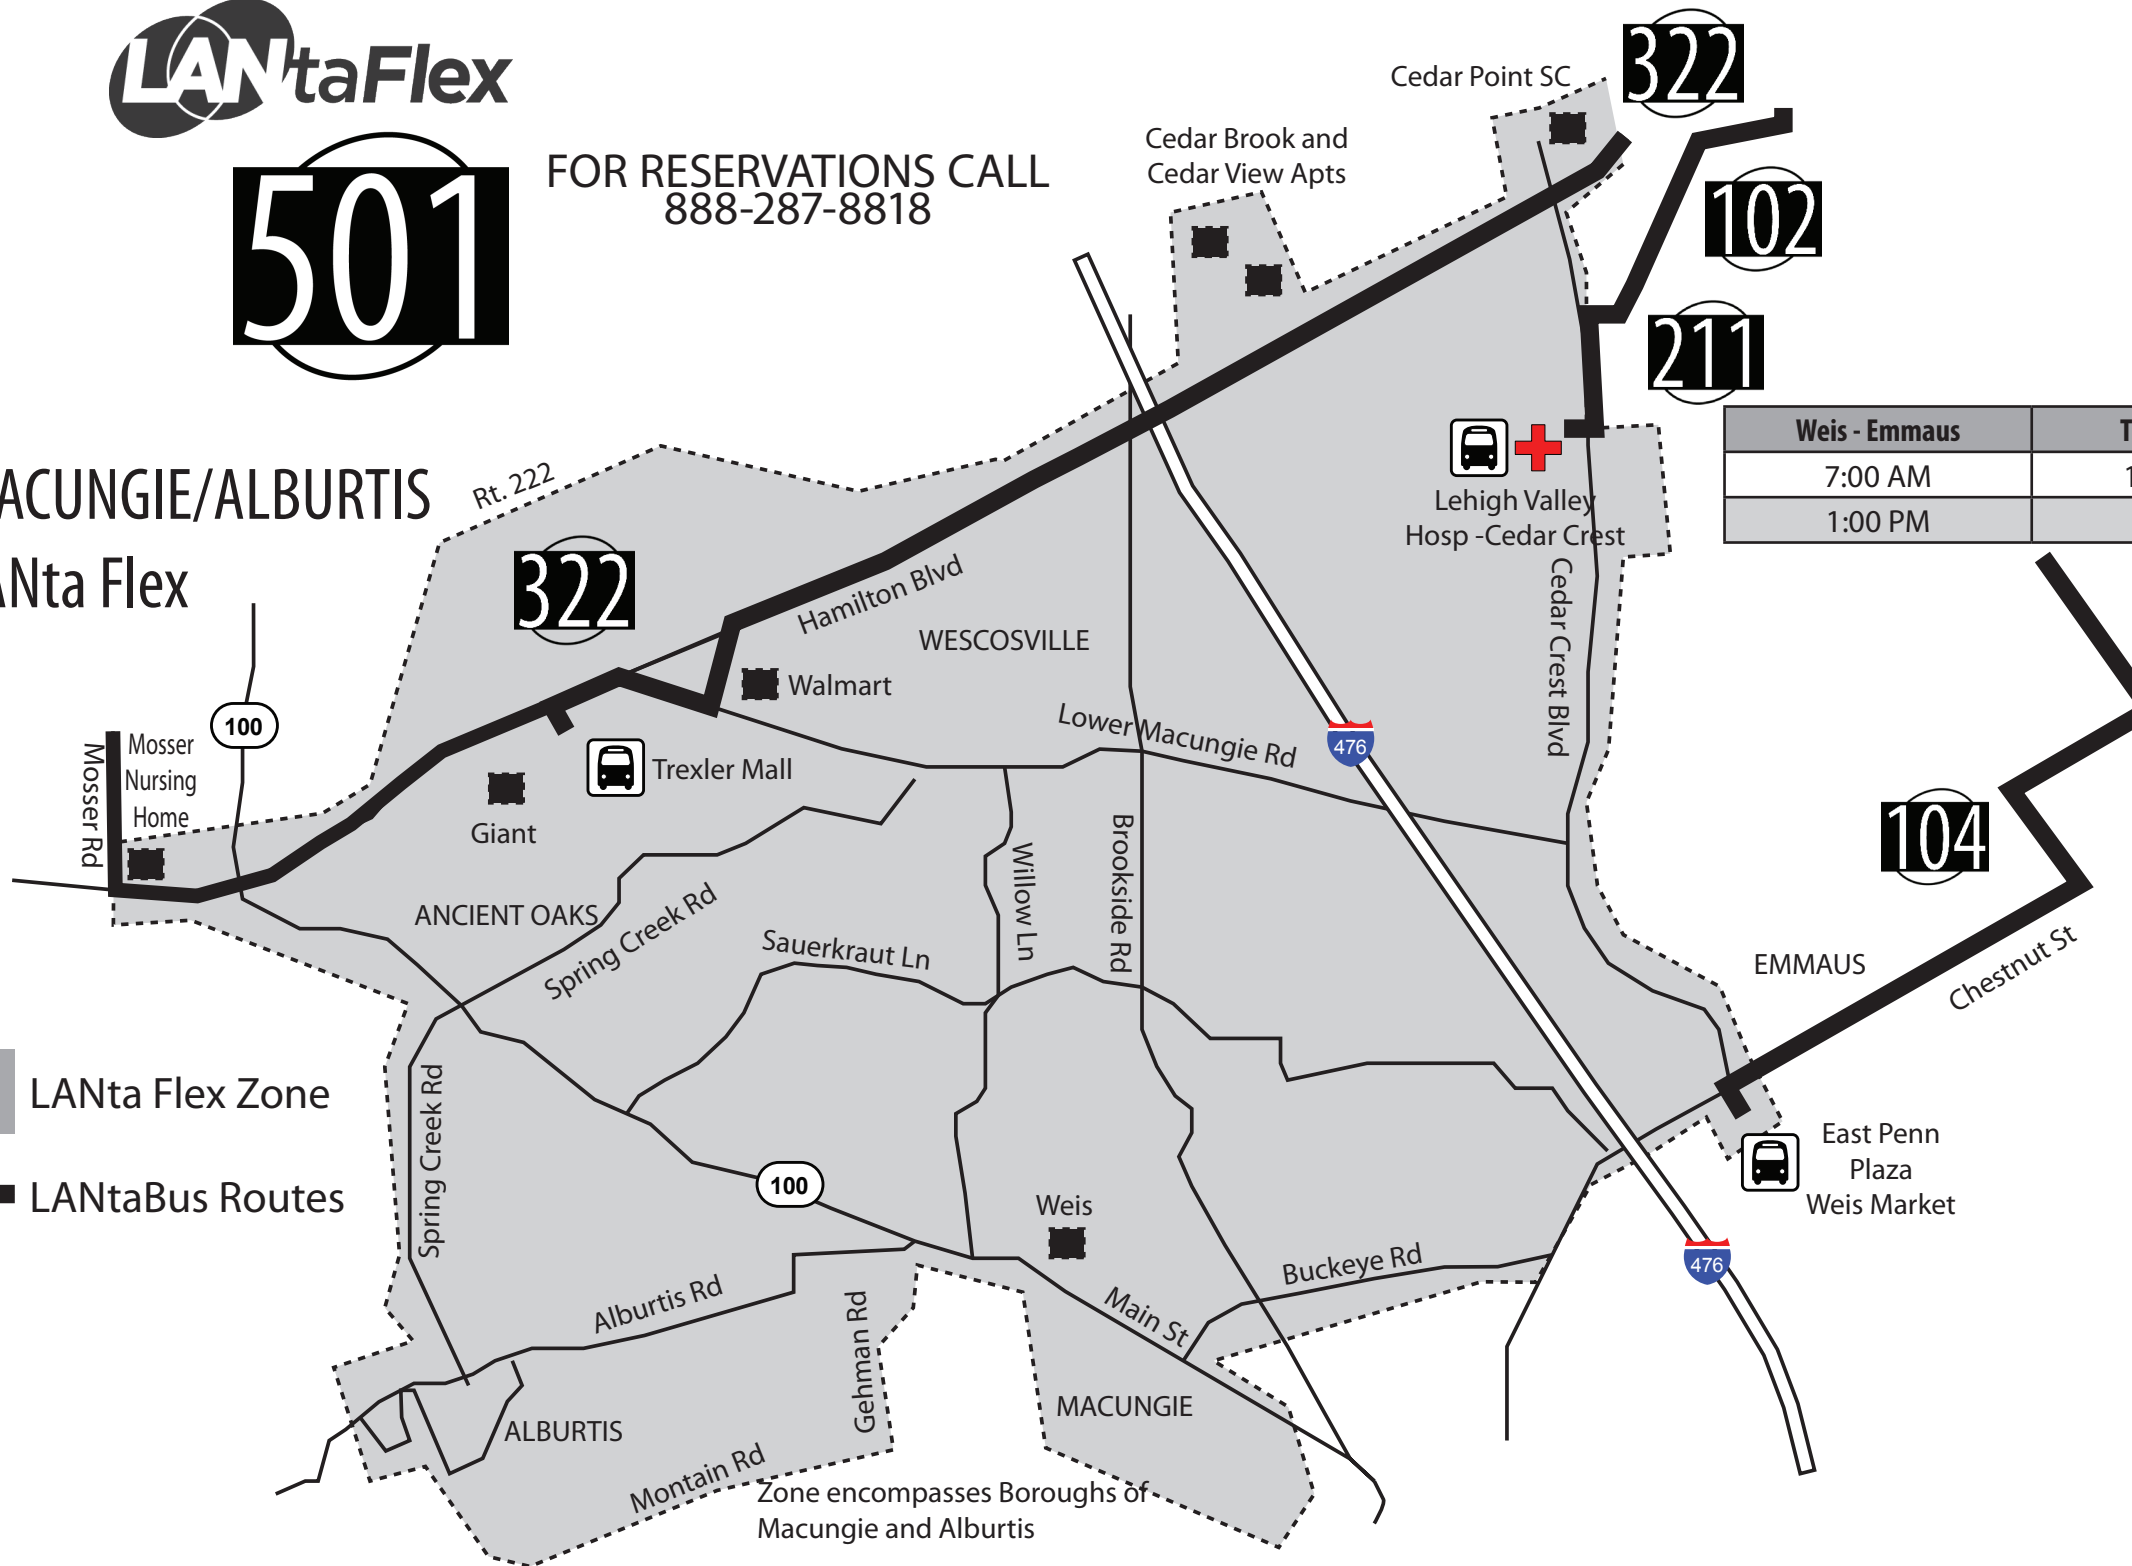 LANtaFlex
501
FOR RESERVATIONS CALL
888-287-8818
Cedar Point SC
322
Cedar Brook and
Cedar View Apts
102
211
Weis - Emmaus
7:00 AM
1:00 PM
ACUNGIE/ALBURTIS
ANta Flex
Rt. 222
322
Hamilton Blvd
WESCOSVILLE
Lehigh Valley
Hosp -Cedar Crest
Cedar Crest Blvd
Walmart
Lower Macungie Rd
476
100
Mosser
Nursing
Home
Mosser Rd
Trexler Mall
Giant
104
Brookside Rd
Willow Ln
ANCIENT OAKS
Spring Creek Rd
Sauerkraut Ln
EMMAUS
Chestnut St
LANta Flex Zone
LANtaBus Routes
Spring Creek Rd
100
Weis
East Penn
Plaza
Weis Market
476
Buckeye Rd
Main St
Alburtis Rd
Gehman Rd
MACUNGIE
ALBURTIS
Montain Rd
Zone encompasses Boroughs of
Macungie and Alburtis